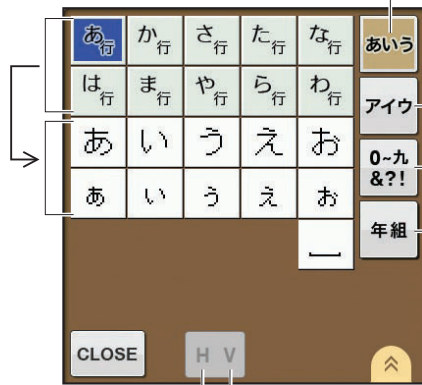 あ行 か行 さ行 た行 な行 あいう
は行 ま行 や行 ら行 わ行 アイウ
あ い う え お 0~九&?!
ぁ ぃ ぅ ぇ ぉ 年組
CLOSE H V